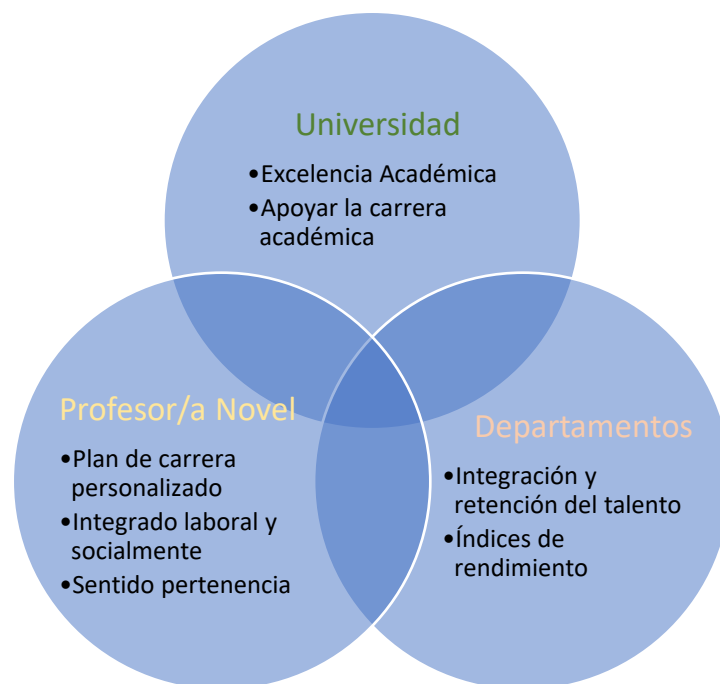 Universidad
•Excelencia Académica
•Apoyar la carrera
académica
Profesor/a Novel
•Plan de carrera
personalizado
•Integrado laboral y
socialmente
•Sentido pertenencia
Departamentos
•Integración y
retención del talento
•Índices de
rendimiento